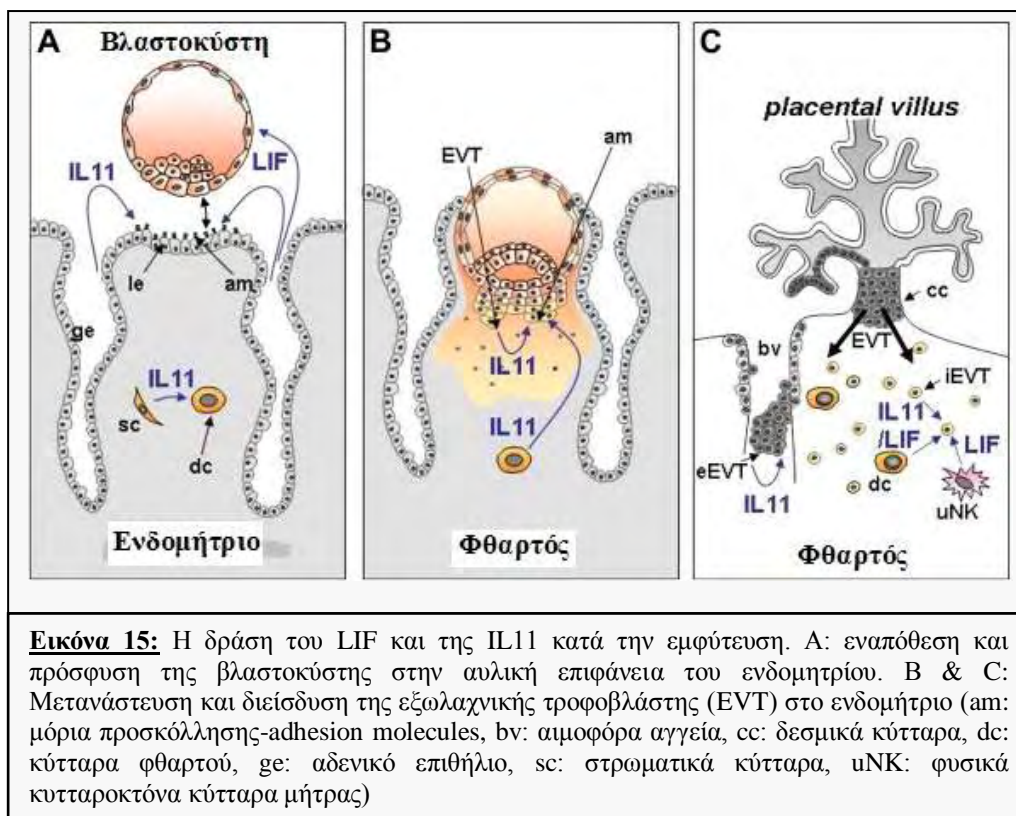 A
Βλαστοκύστη
IL11
LIF
le
am
ge
IL11
sc
dc
Ενδομήτριο
B
EVT
am
IL11
IL11
Φθαρτός
C
placental villus
cc
EVT
bv
iEVT
IL11
/LIF
LIF
eEVT
dc
IL11
uNK
Φθαρτός
Εικόνα 15: Η δράση του LIF και της IL11 κατά την εμφύτευση. Α: εναπόθεση και
πρόσφυση της βλαστοκύστης στην αυλική επιφάνεια του ενδομητρίου. Β & C:
Μετανάστευση και διείσδυση της εξωλαχνικής τροφοβλάστης (EVT) στο ενδομήτριο (am:
μόρια προσκόλλησης-adhesion molecules, bv: αιμοφόρα αγγεία, cc: δεσμικά κύτταρα, dc:
κύτταρα φθαρτού, ge: αδενικό επιθήλιο, sc: στρωματικά κύτταρα, uNK: φυσικά
κυτταροκτόνα κύτταρα μήτρας)